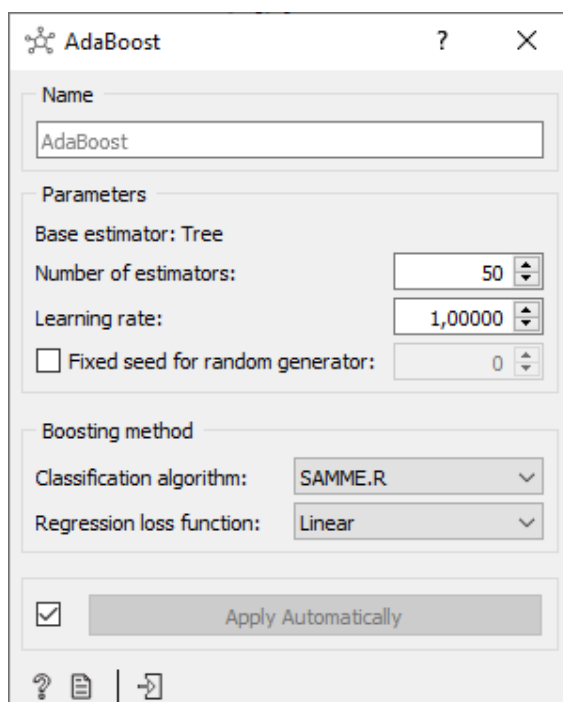 AdaBoost
?
Name
AdaBoost
Parameters
Base estimator: Tree
Number of estimators: 50
Learning rate: 1,00000
Fixed seed for random generator: 0
Boosting method
Classification algorithm: SAMME.R
Regression loss function: Linear
Apply Automatically
?